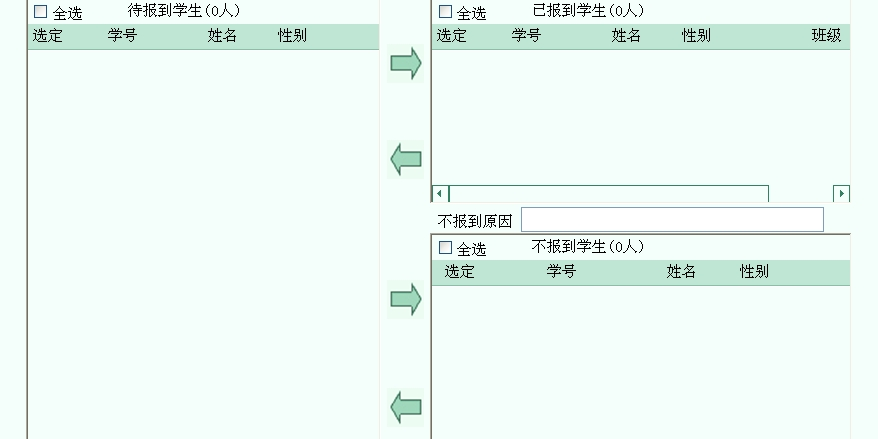 全选 待报到学生(0人)
选定 学号 姓名 性别
全选 已报到学生(0人)
选定 学号 姓名 性别 班级
不报到原因
全选 不报到学生(0人)
选定 学号 姓名 性别